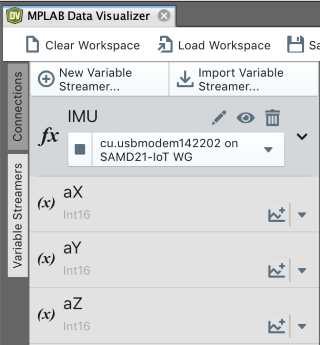 DV MPLAB Data Visualizer
Clear Workspace Load Workspace
New Variable Streamer...
Import Variable Streamer...
Connections
Variable Streamers
fx IMU
cu.usbmodem142202 on SAMD21-IoT WG
(x) aX
Int16
(x) aY
Int16
(x) aZ
Int16